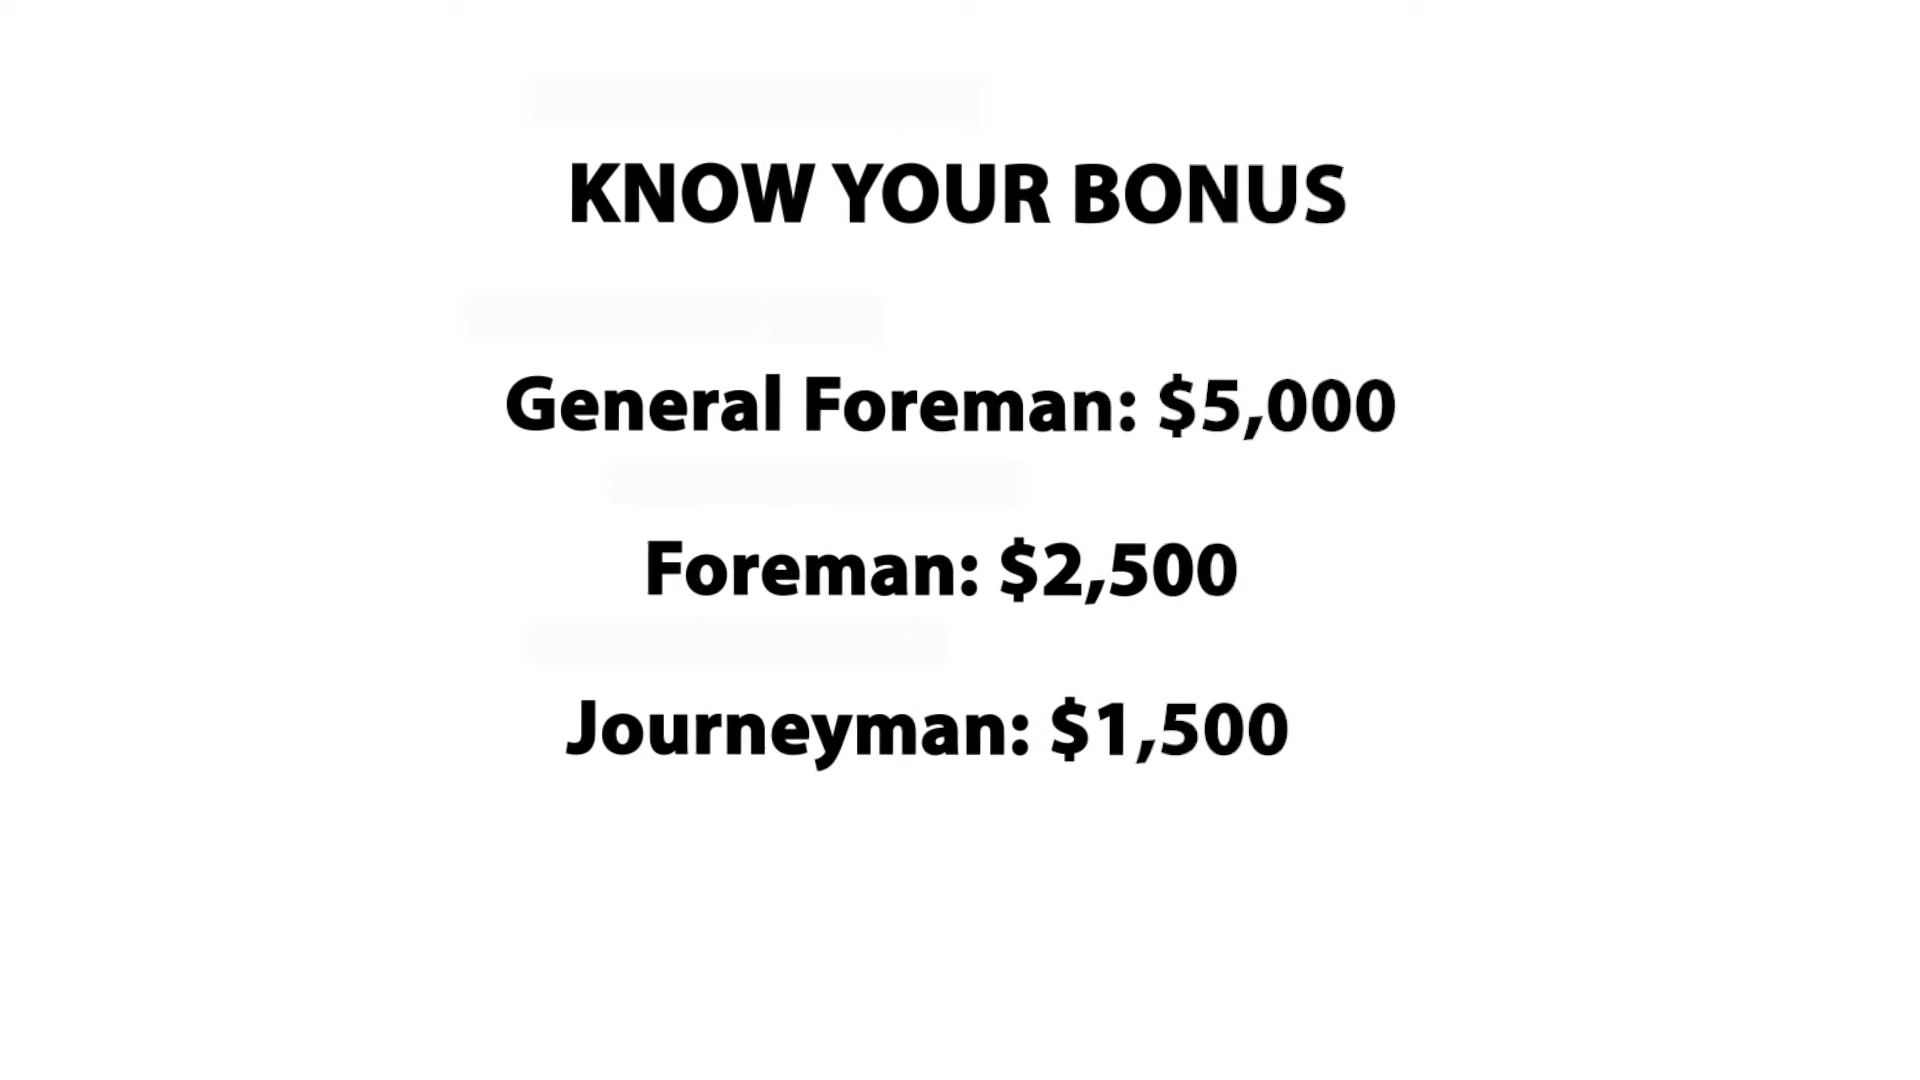 KNOW YOUR BONUS
General Foreman: $5,000
Foreman: $2,500
Journeyman: $1,500